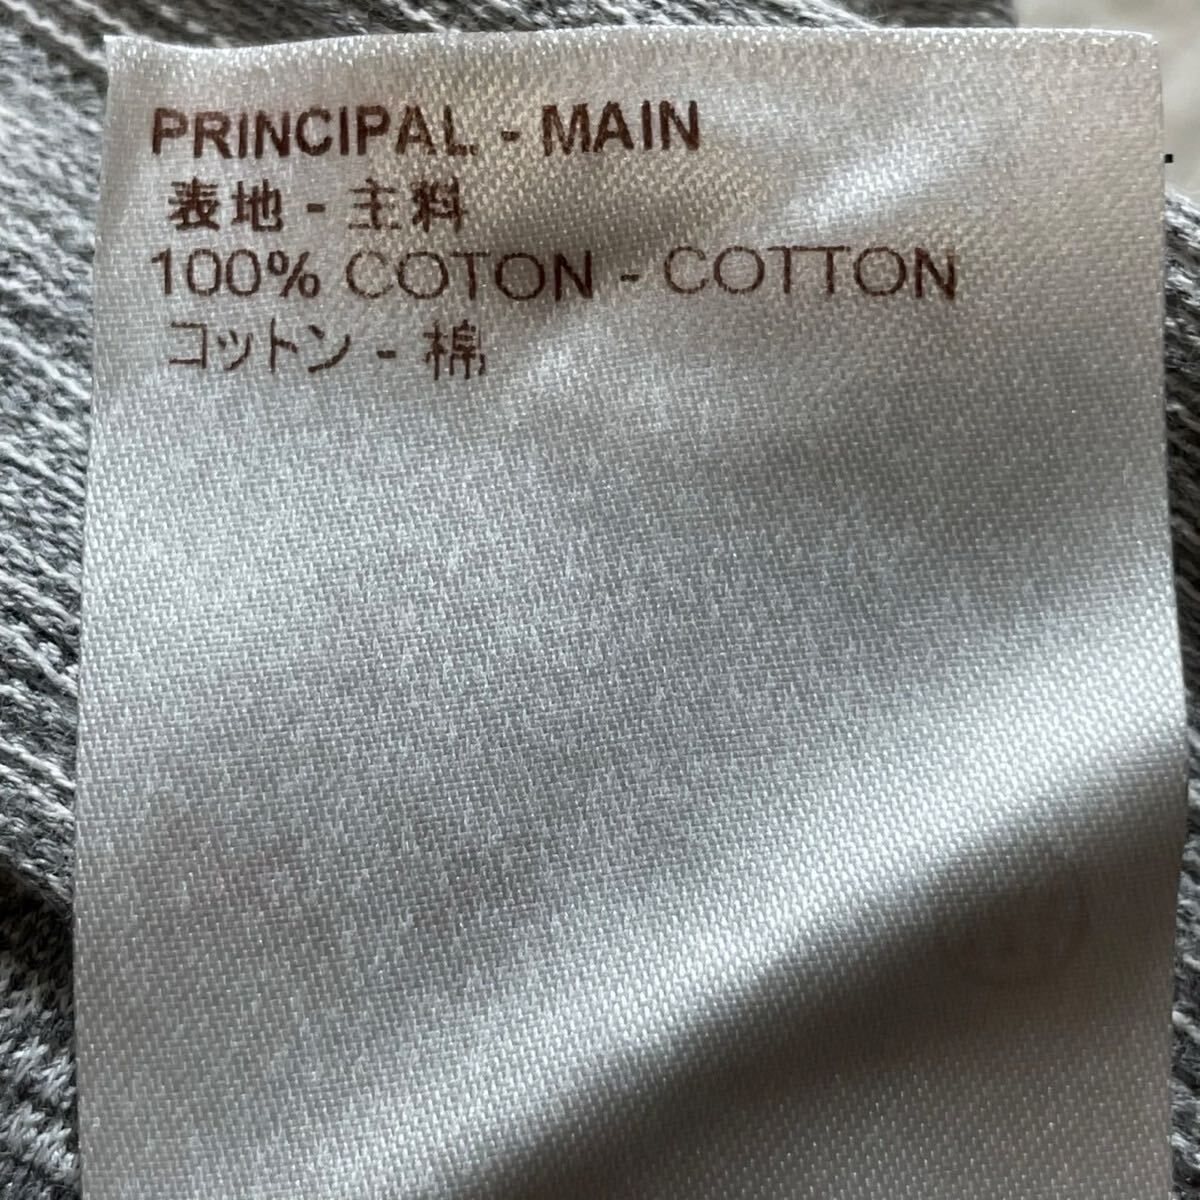 PRINCIPAL - MAIN
表地 - 主料
100% COTON - COTTON
コットン - 棉